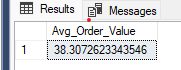 Results Messages
Avg_Order_Value
1 38.3072623343546